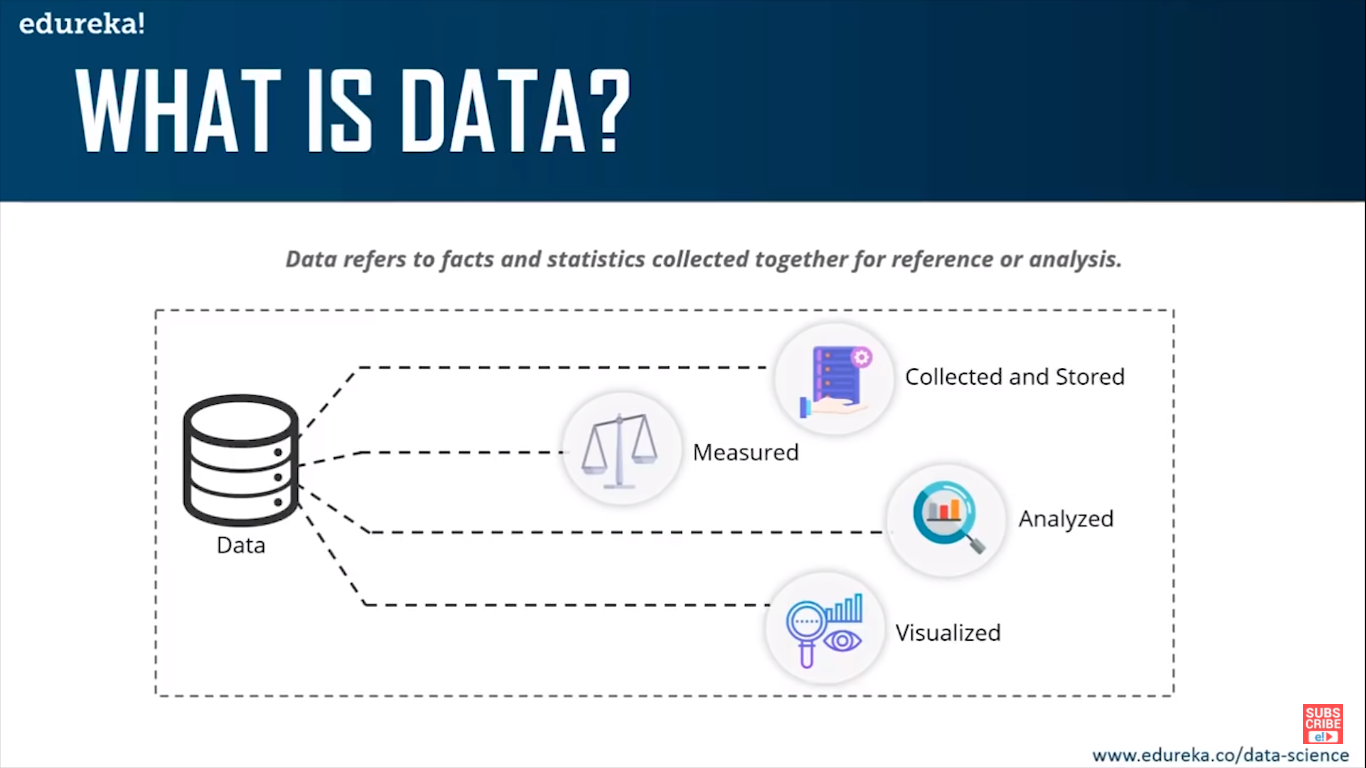 edureka!
WHAT IS DATA?
Data refers to facts and statistics collected together for reference or analysis.
Collected and Stored
Measured
Analyzed
Data
Visualized
SUBS
CRIBE
e!
www.edureka.co/data-science